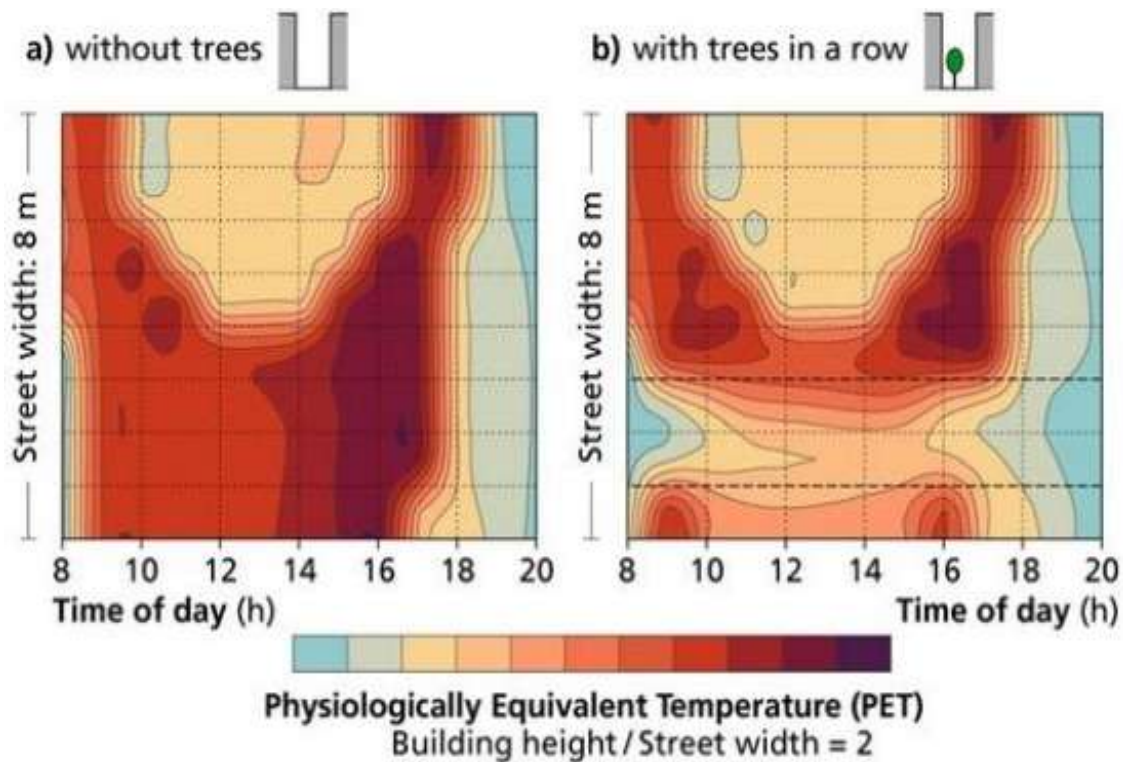 a) without trees
b) with trees in a row
Street width: 8 m
Street width: 8 m
8 10 12 14 16 18 20
8 10 12 14 16 18 20
Time of day (h)
Time of day (h)
Physiologically Equivalent Temperature (PET)
Building height / Street width = 2